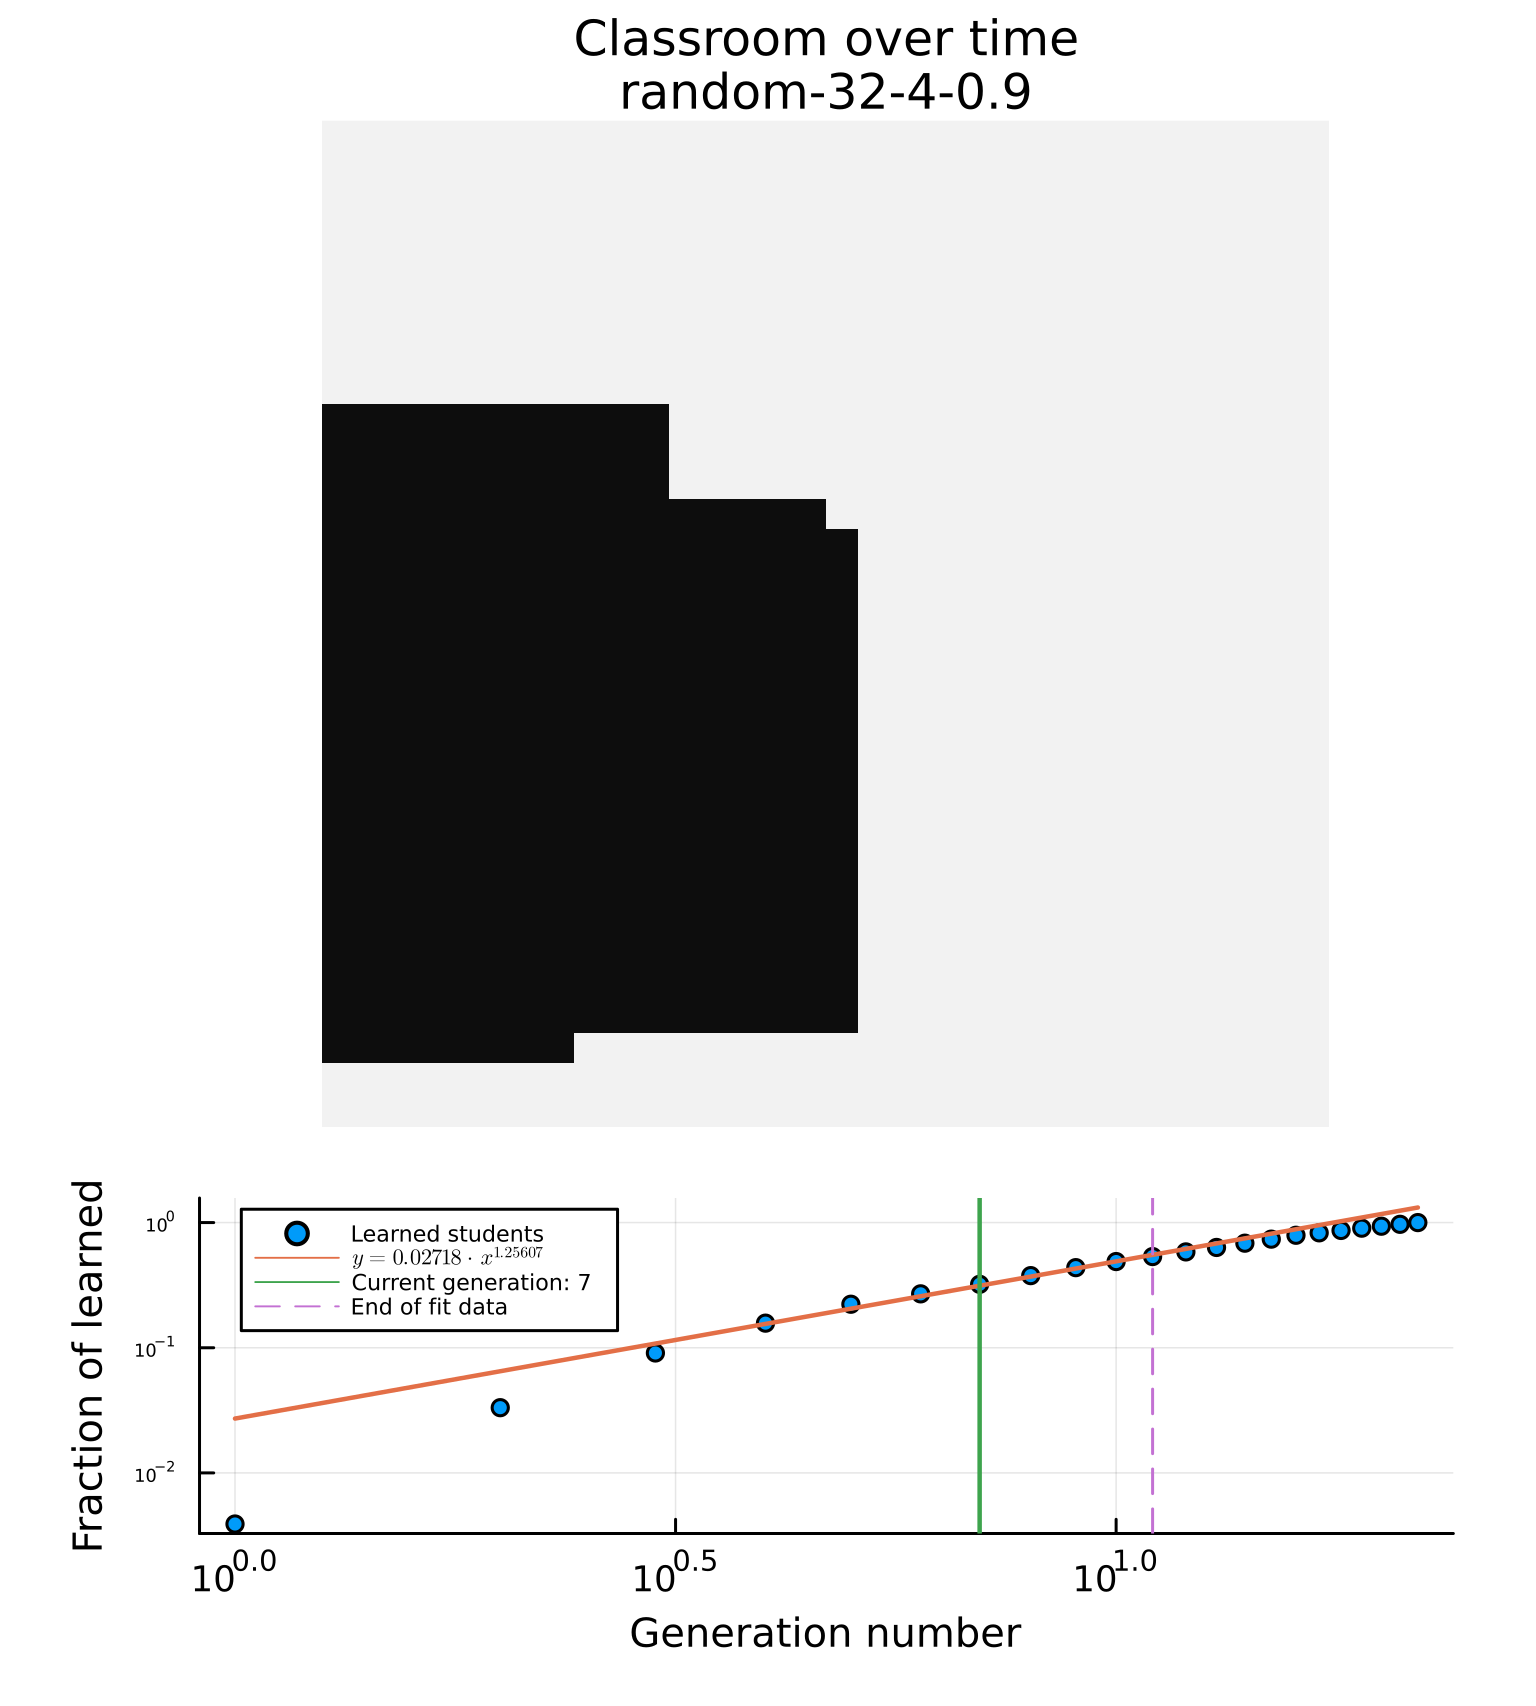 Classroom over time
random-32-4-0.9
Fraction of learned
10⁰
10⁻¹
10⁻²
Learned students
y = 0.02718 · x^1.25607
Current generation: 7
End of fit data
10^0.0
10^0.5
10^1.0
Generation number